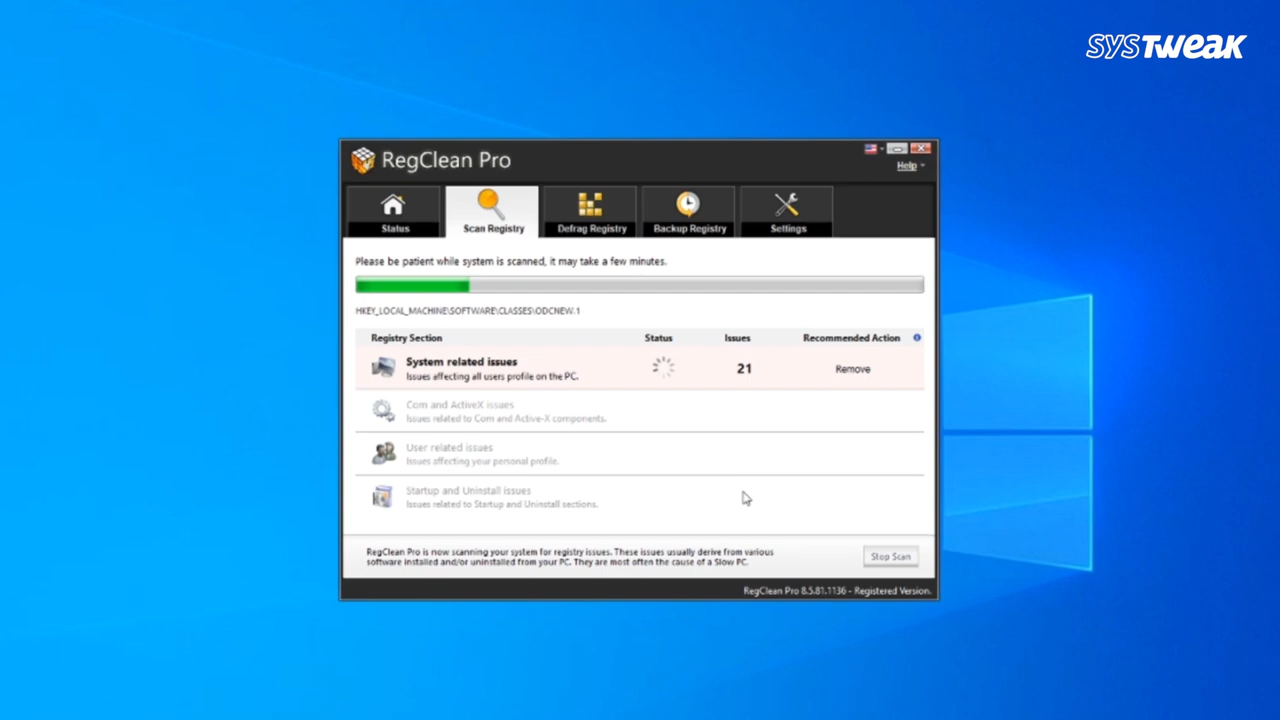 SYSTWEAK
RegClean Pro
Help
Status
Scan Registry
Defrag Registry
Backup Registry
Settings
Please be patient while system is scanned, it may take a few minutes.
HKEY_LOCAL_MACHINE\SOFTWARE\CLASSES\ODCNEW.1
Registry Section Status Issues Recommended Action
System related issues
Issues affecting all users profile on the PC.
21 Remove
Com and ActiveX issues
Issues related to Com and Active-X components.
User related issues
Issues affecting your personal profile.
Startup and Uninstall issues
Issues related to Startup and Uninstall sections.
RegClean Pro is now scanning your system for registry issues. These issues usually derive from various
software installed and/or uninstalled from your PC. They are most often the cause of a Slow PC.
Stop Scan
RegClean Pro 8.5.81.1136 - Registered Version.